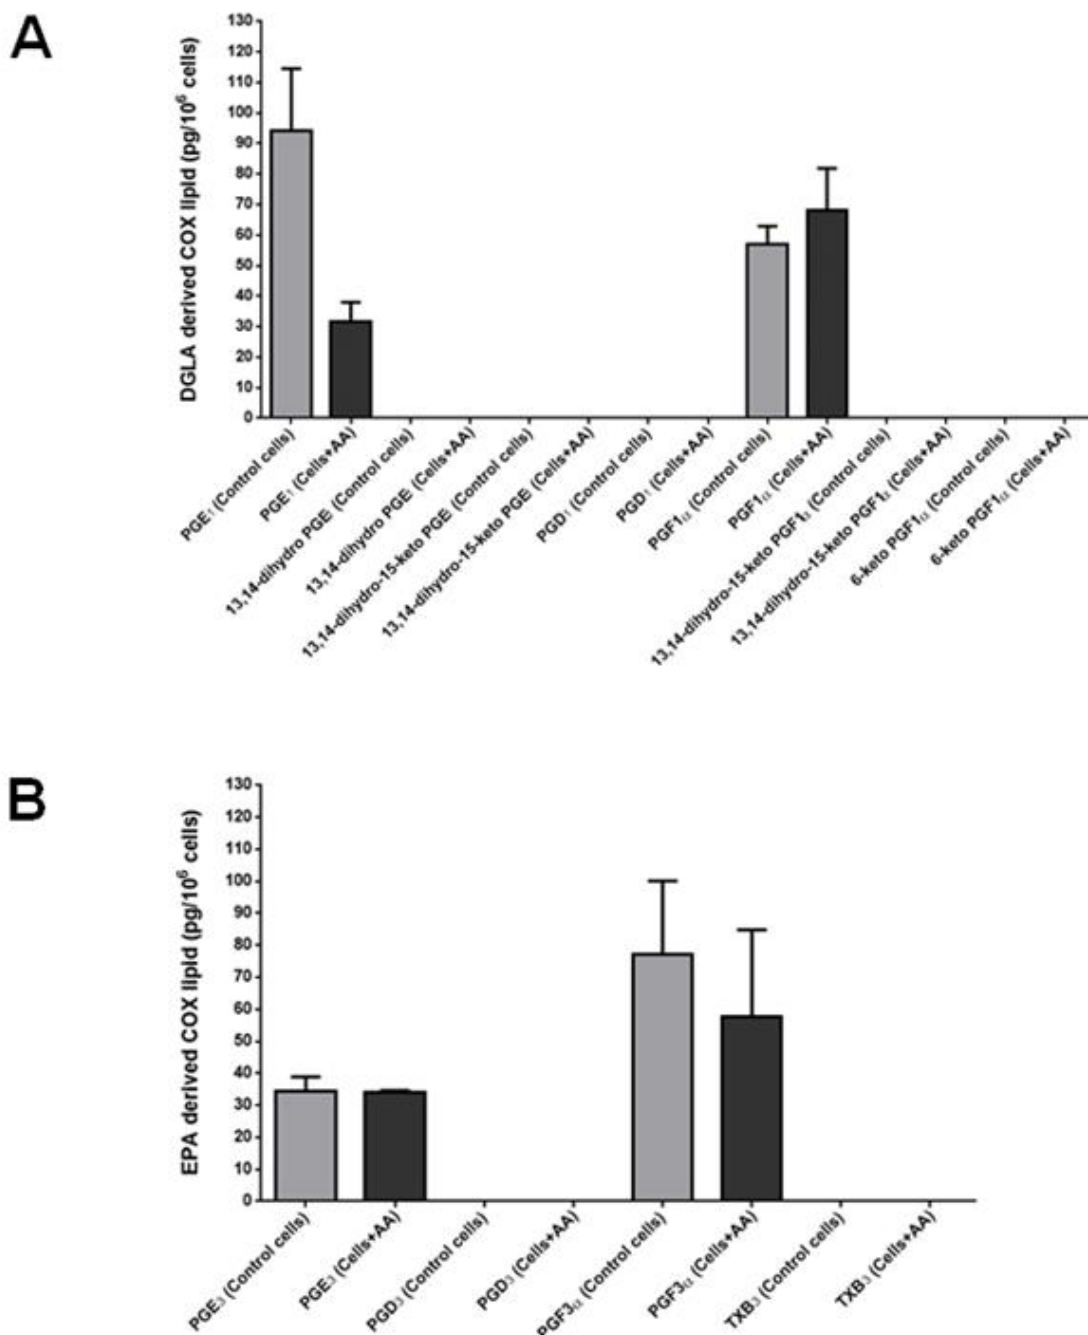 A
DGLA derived COX lipid (pg/10⁶ cells)
130
120
110
100
90
80
70
60
50
40
30
20
10
0
PGE₁ (Control cells)
PGE₁ (Cells+AA)
13,14-dihydro PGE (Control cells)
13,14-dihydro PGE (Cells+AA)
13,14-dihydro-15-keto PGE (Control cells)
13,14-dihydro-15-keto PGE (Cells+AA)
PGD₁ (Control cells)
PGD₁ (Cells+AA)
PGF1α (Control cells)
PGF1α (Cells+AA)
13,14-dihydro-15-keto PGF1α (Control cells)
13,14-dihydro-15-keto PGF1α (Cells+AA)
6-keto PGF1α (Control cells)
6-keto PGF1α (Cells+AA)
B
EPA derived COX lipid (pg/10⁶ cells)
130
120
110
100
90
80
70
60
50
40
30
20
10
0
PGE₃ (Control cells)
PGE₃ (Cells+AA)
PGD₃ (Control cells)
PGD₃ (Cells+AA)
PGF3α (Control cells)
PGF3α (Cells+AA)
TXB₃ (Control cells)
TXB₃ (Cells+AA)